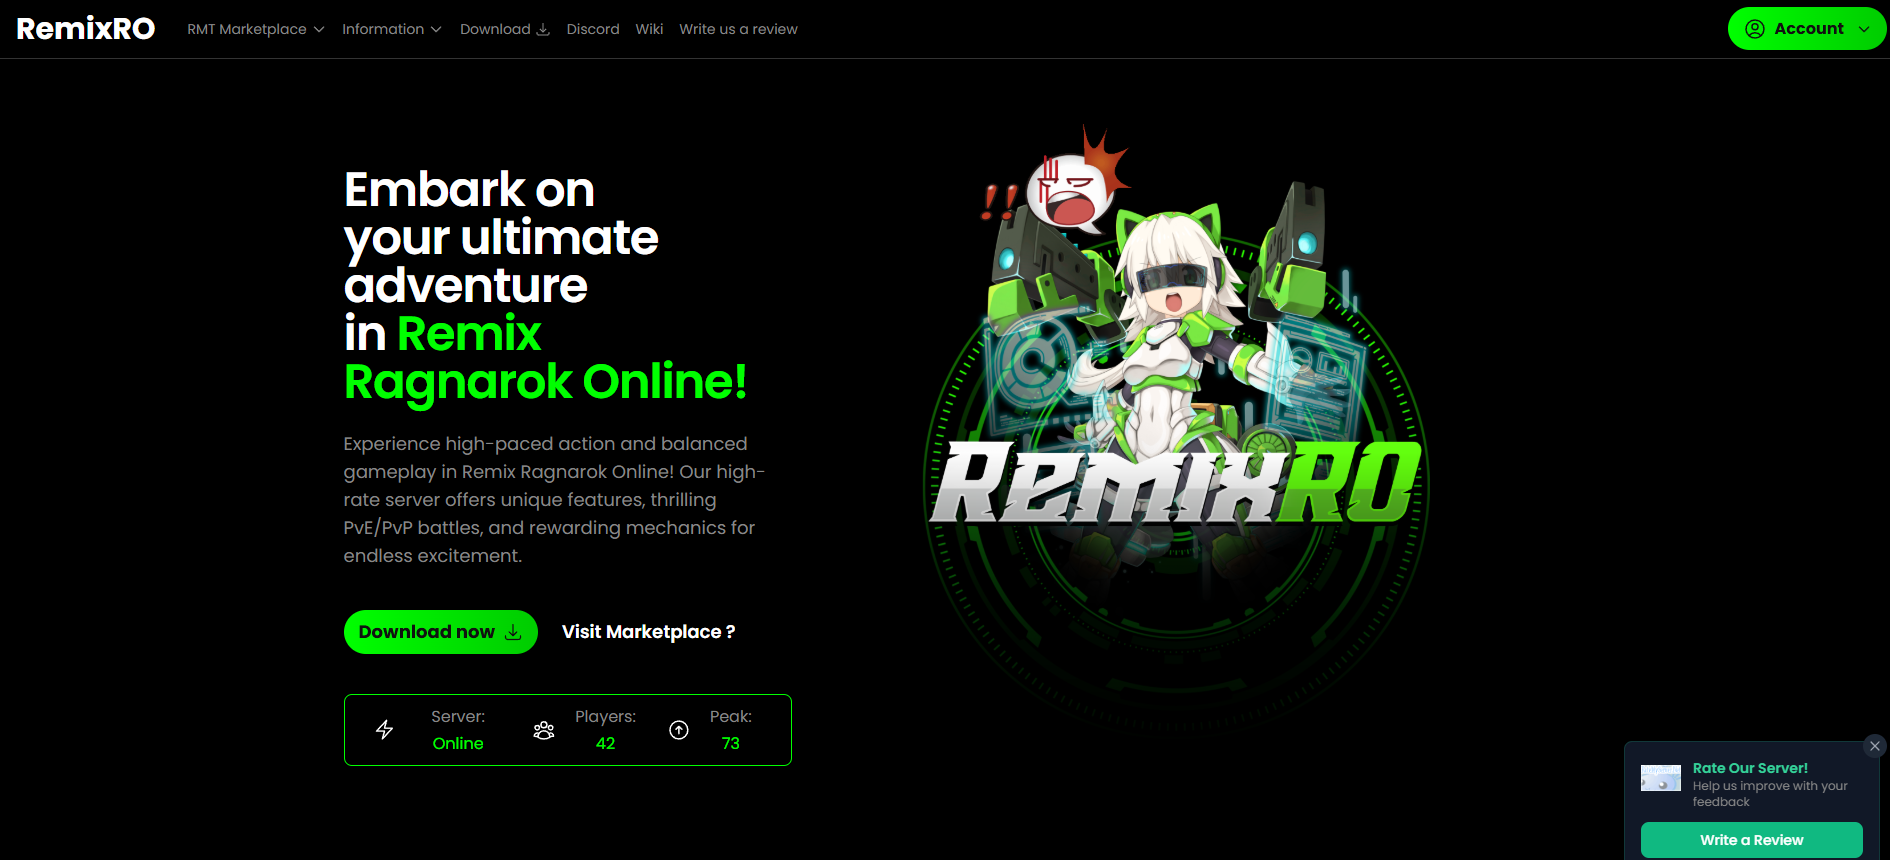 RemixRO
RMT Marketplace
Information
Download
Discord
Wiki
Write us a review
Account
Embark on
your ultimate
adventure
in Remix
Ragnarok Online!
Experience high-paced action and balanced
gameplay in Remix Ragnarok Online! Our high-
rate server offers unique features, thrilling
PvE/PvP battles, and rewarding mechanics for
endless excitement.
Download now
Visit Marketplace ?
Server:
Online
Players:
42
Peak:
73
!!
RemixRO
Rate Our Server!
Help us improve with your
feedback
Write a Review